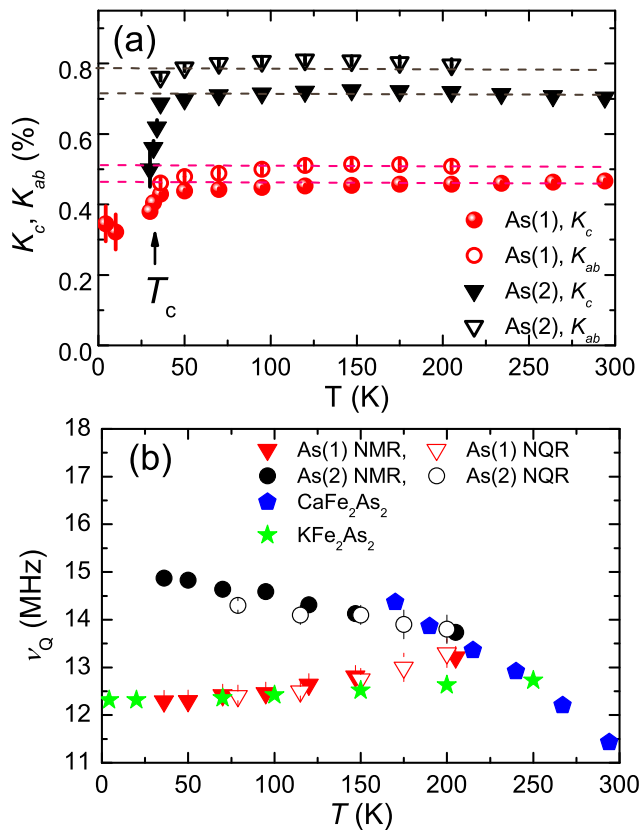 (a)
K_c, K_ab (%)
0.8
0.6
0.4
0.2
0.0
T_c
As(1), K_c
As(1), K_ab
As(2), K_c
As(2), K_ab
0 50 100 150 200 250 300
T (K)
(b)
ν_Q (MHz)
18
17
16
15
14
13
12
11
As(1) NMR, As(1) NQR
As(2) NMR, As(2) NQR
CaFe₂As₂
KFe₂As₂
0 50 100 150 200 250 300
T (K)